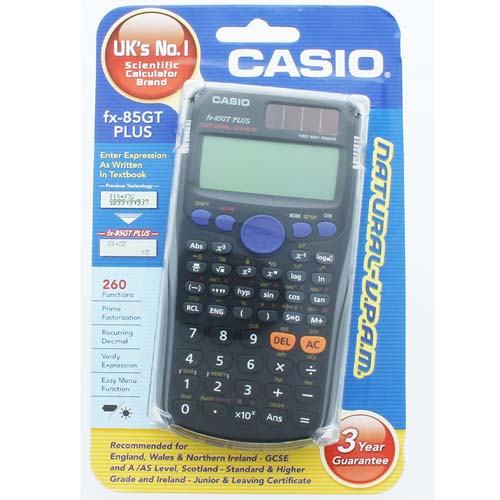 UK's No.1
Scientific
Calculator
Brand
CASIO®
fx-85GT
PLUS
Enter Expression
As Written
In Textbook
Previous Technology
fx-85GT PLUS
260
Functions
Prime
Factorization
Recurring
Decimal
Verify
Expression
Easy Menu
Function
CASIO
fx-85GT PLUS
NATURAL-V.P.A.M.
TWO WAY POWER
SHIFT ALPHA MODE SETUP ON
Abs x³ x⁻¹
√ x² log ln
(−) hyp sin cos tan
RCL ENG ( ) S⇔D M+
7 8 9 DEL AC
4 5 6 × ÷
1 2 3 + −
0 • ×10ˣ Ans =
NATURAL-V.P.A.M.
3 Year
Guarantee
Recommended for
England, Wales & Northern Ireland - GCSE
and A /AS Level, Scotland - Standard & Higher
Grade and Ireland - Junior & Leaving Certificate